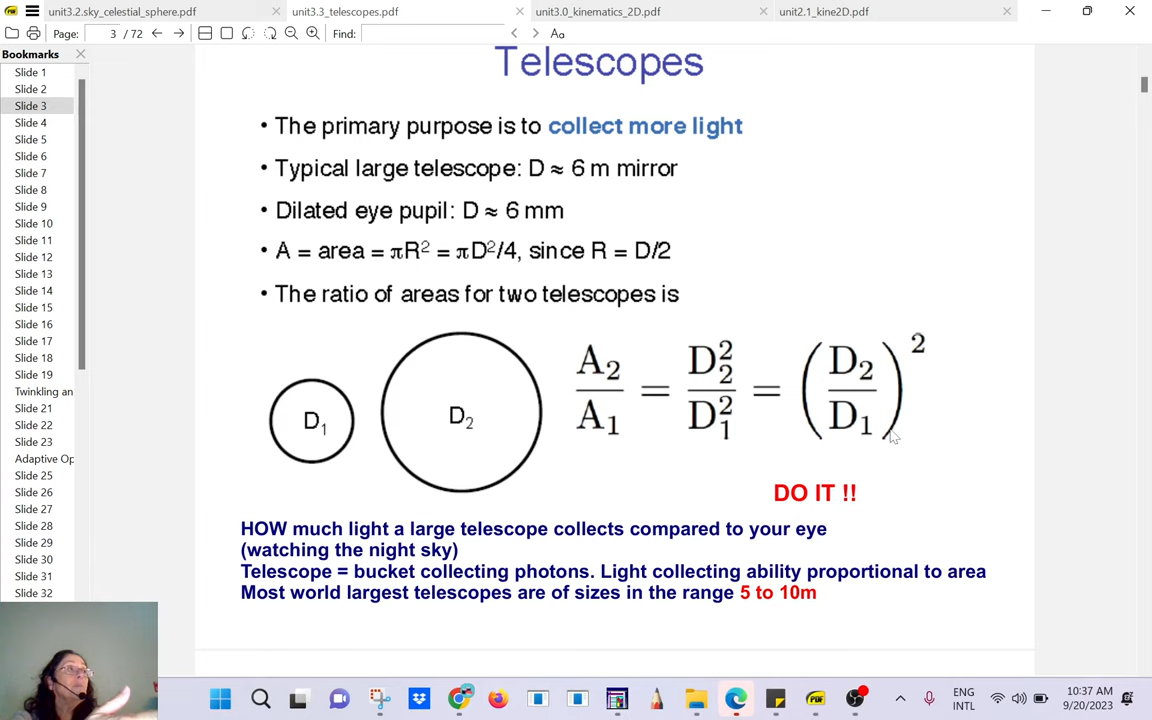 unit3.2.sky_celestial_sphere.pdf
unit3.3_telescopes.pdf
unit3.0_kinematics_2D.pdf
unit2.1_kine2D.pdf
Page: 3 / 72
Find:
Aa
Bookmarks
Slide 1
Slide 2
Slide 3
Slide 4
Slide 5
Slide 6
Slide 7
Slide 8
Slide 9
Slide 10
Slide 11
Slide 12
Slide 13
Slide 14
Slide 15
Slide 16
Slide 17
Slide 18
Slide 19
Twinkling an
Slide 21
Slide 22
Slide 23
Adaptive Op
Slide 25
Slide 26
Slide 27
Slide 28
Slide 29
Slide 30
Slide 31
Slide 32
Telescopes
• The primary purpose is to collect more light
• Typical large telescope: D ≈ 6 m mirror
• Dilated eye pupil: D ≈ 6 mm
• A = area = πR² = πD²/4, since R = D/2
• The ratio of areas for two telescopes is
D₁
D₂
A₂/A₁ = D₂²/D₁² = (D₂/D₁)²
DO IT !!
HOW much light a large telescope collects compared to your eye
(watching the night sky)
Telescope = bucket collecting photons. Light collecting ability proportional to area
Most world largest telescopes are of sizes in the range 5 to 10m
ENG
INTL
10:37 AM
9/20/2023